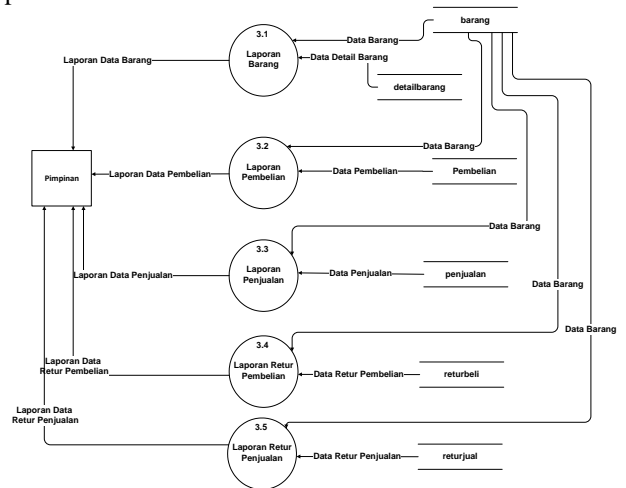 barang
3.1
Laporan
Barang
Data Barang
Data Detail Barang
Laporan Data Barang
detailbarang
3.2
Laporan
Pembelian
Data Barang
Data Pembelian
Pembelian
Laporan Data Pembelian
Pimpinan
3.3
Laporan
Penjualan
Data Barang
Data Penjualan
penjualan
Laporan Data Penjualan
Data Barang
Data Barang
3.4
Laporan Retur
Pembelian
Data Retur Pembelian
returbeli
Laporan Data
Retur Pembelian
Laporan Data
Retur Penjualan
3.5
Laporan Retur
Penjualan
Data Retur Penjualan
returjual